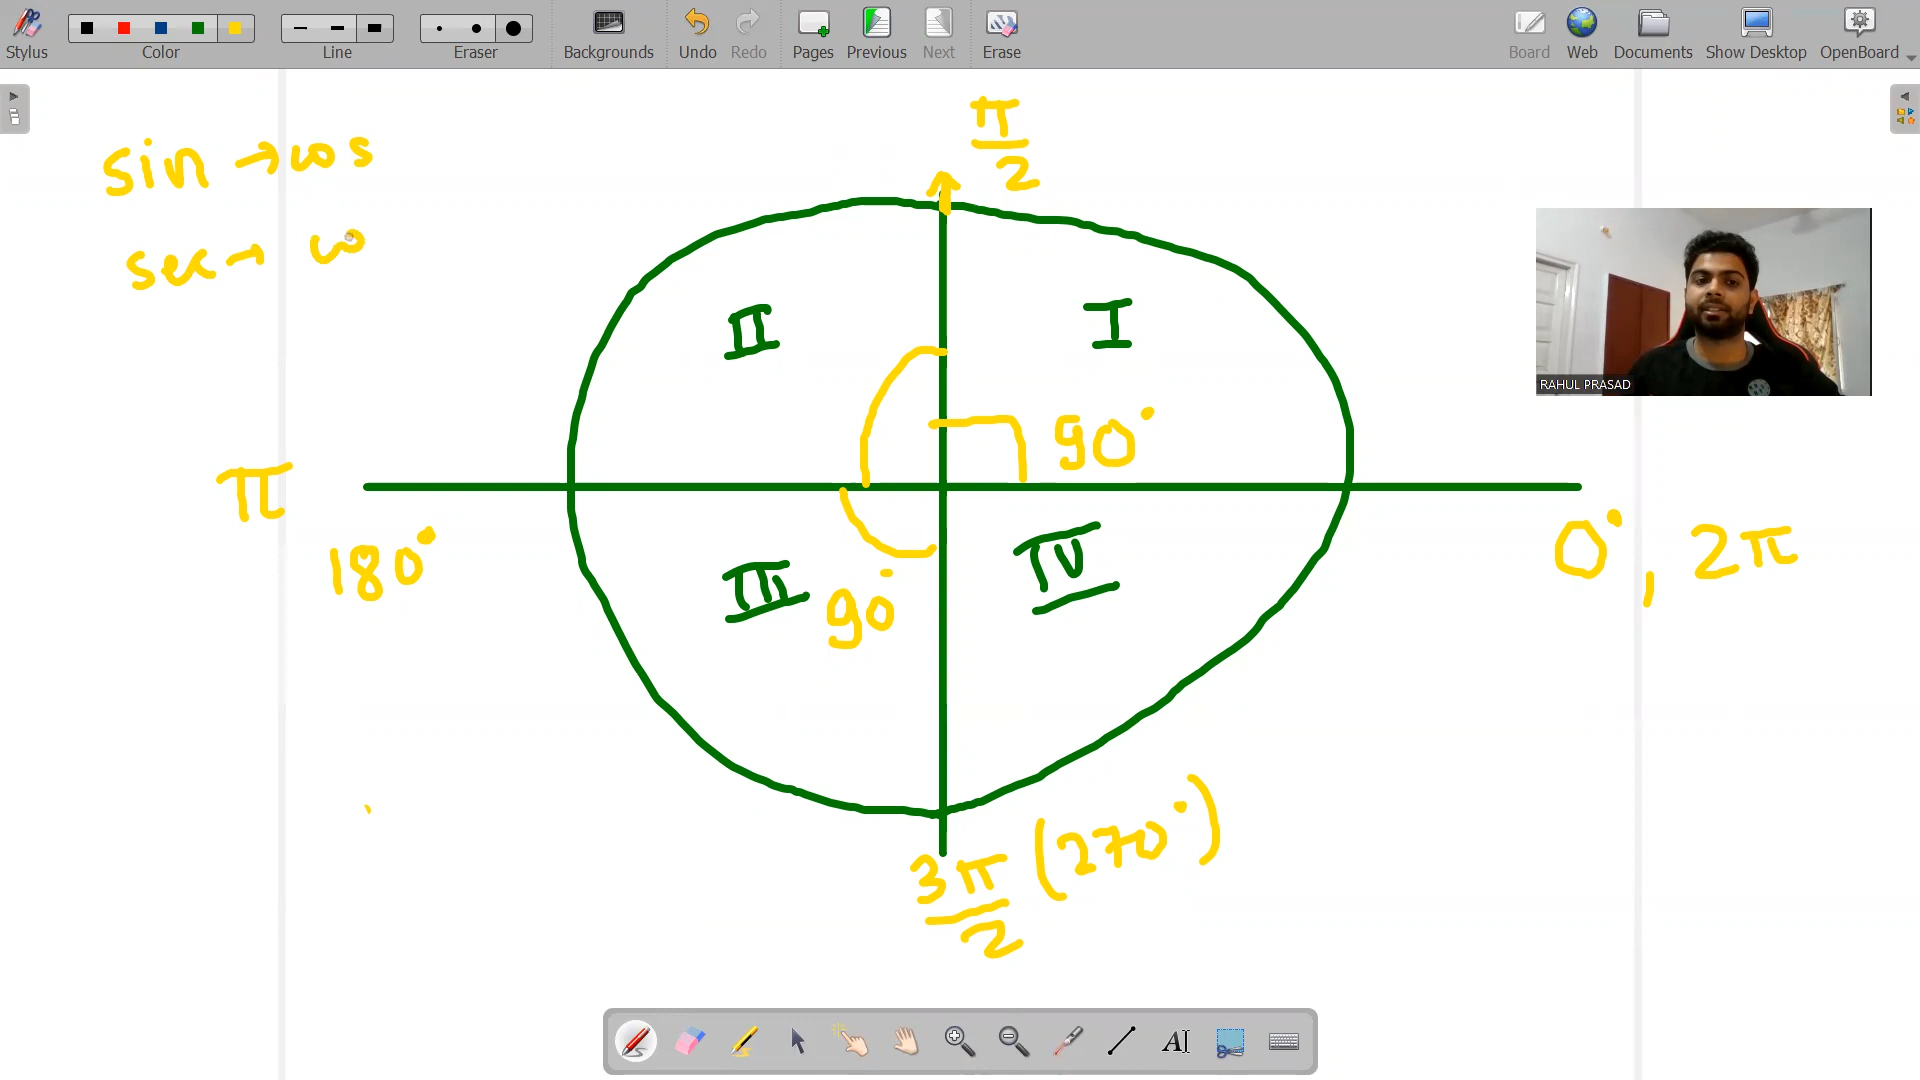 Stylus Color Line Eraser Backgrounds Undo Redo Pages Previous Next Erase Board Web Documents Show Desktop OpenBoard
π/2
sin → cos
sec → co
II I
RAHUL PRASAD
90°
π
180°
0°, 2π
III IV
90°
3π/2 (270°)
AI